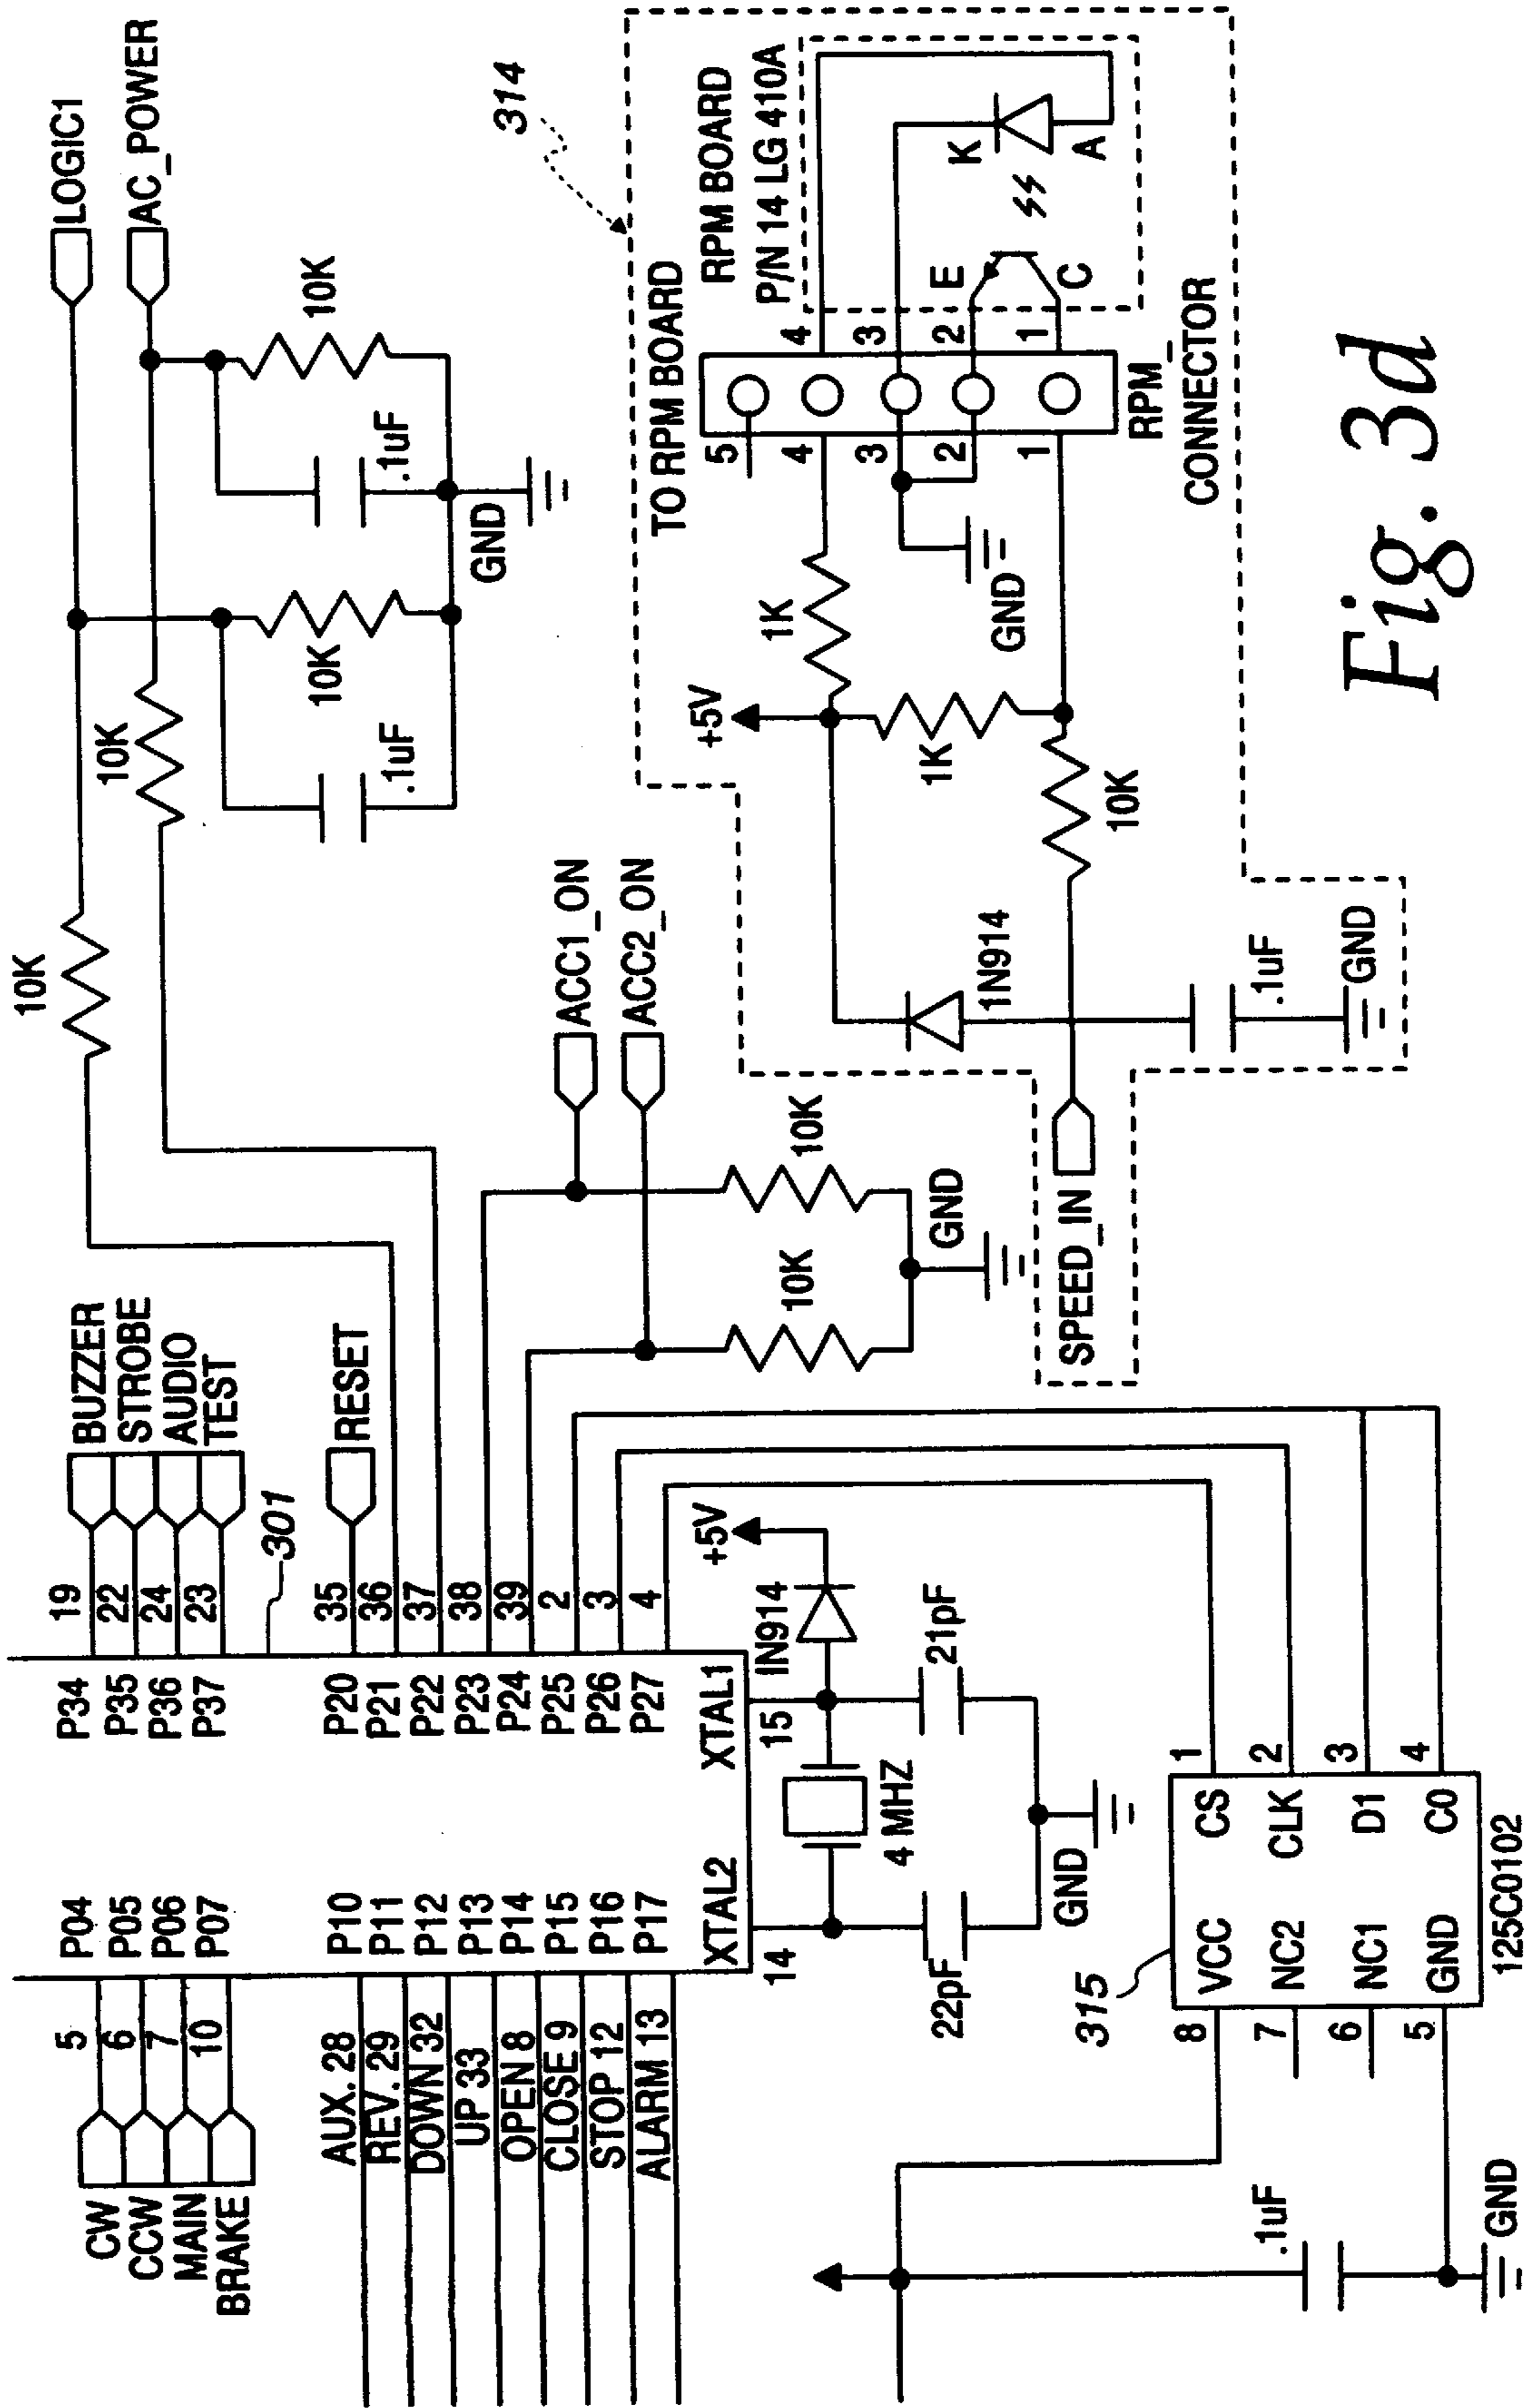 LOGIC1
AC_POWER
10K
10K
10K
10K
.1uF
.1uF
GND
5
6
7
10
CW
CCW
MAIN
BRAKE
P04
P05
P06
P07
P34
P35
P36
P37
19
22
24
23
BUZZER
STROBE
AUDIO
TEST
301
AUX. 28
REV. 29
DOWN 32
UP 33
OPEN 8
CLOSE 9
STOP 12
ALARM 13
P10
P11
P12
P13
P14
P15
P16
P17
P20
P21
P22
P23
P24
P25
P26
P27
35
36
37
38
39
2
3
4
RESET
XTAL2
XTAL1
14
15
4 MHZ
IN914
+5V
22pF
21pF
GND
ACC1_ON
ACC2_ON
10K
10K
GND
314
TO RPM BOARD
RPM BOARD
P/N 14 LG 410A
5
4
3
2
1
4
3
2
1
K
A
E
C
RPM_
CONNECTOR
+5V
1K
1K
10K
GND
1N914
SPEED_IN
.1uF
GND
315
8
7
6
5
VCC
NC2
NC1
GND
CS
CLK
D1
C0
1
2
3
4
125C0102
.1uF
GND
Fig. 3d